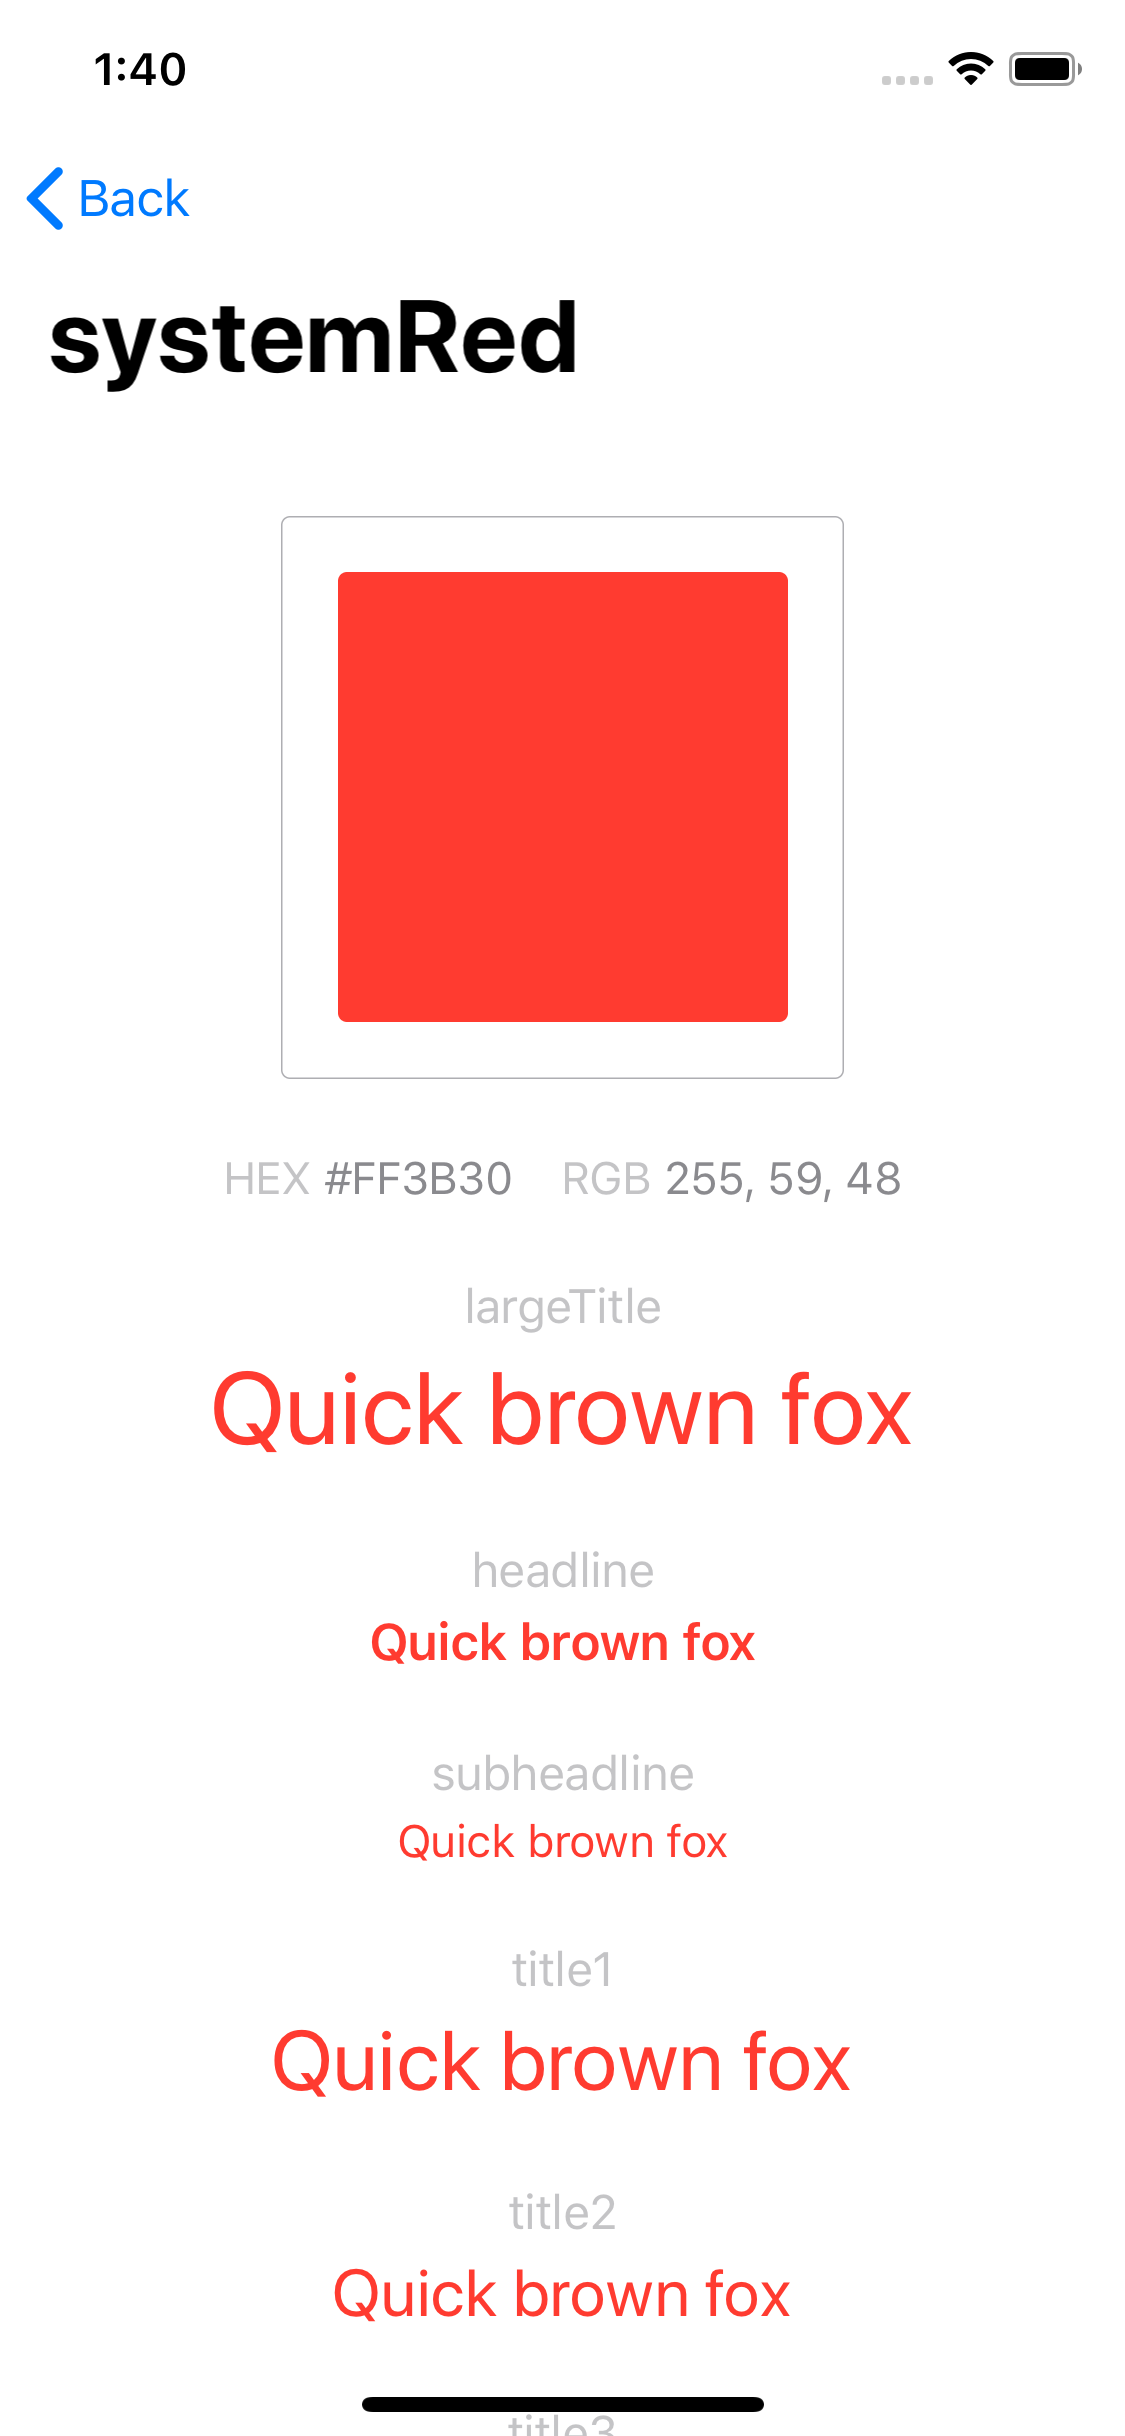 1:40
Back
systemRed
HEX #FF3B30 RGB 255, 59, 48
largeTitle
Quick brown fox
headline
Quick brown fox
subheadline
Quick brown fox
title1
Quick brown fox
title2
Quick brown fox
title3